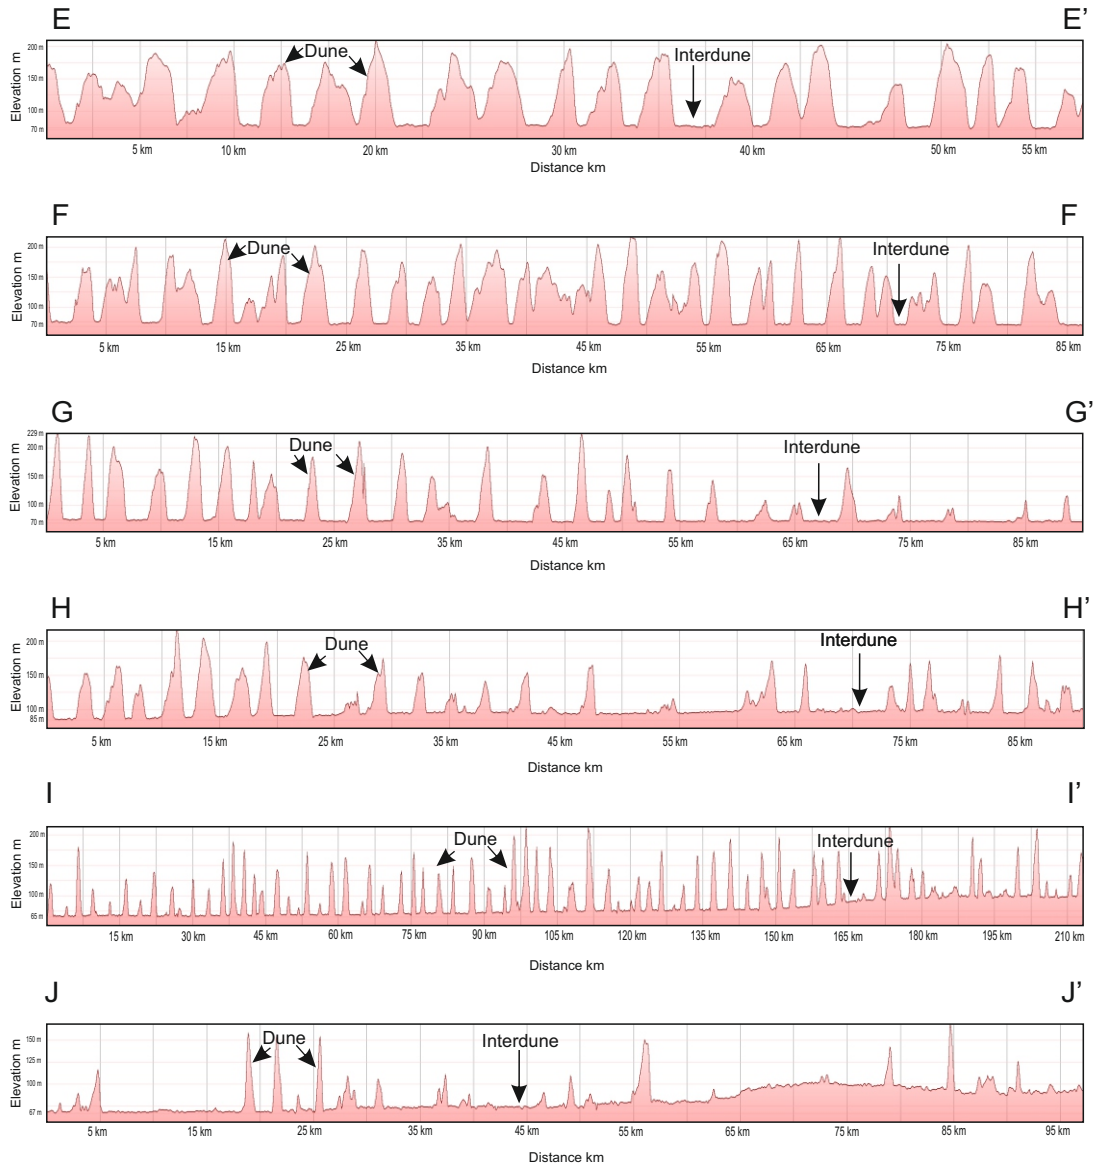 E E’
Elevation m
200 m
150 m
100 m
70 m
Dune
Interdune
5 km 10 km 20 km 30 km 40 km 50 km 55 km
Distance km
F F
Elevation m
200 m
150 m
100 m
70 m
Dune
Interdune
5 km 15 km 25 km 35 km 45 km 55 km 65 km 75 km 85 km
Distance km
G G’
Elevation m
229 m
200 m
150 m
100 m
70 m
Dune
Interdune
5 km 15 km 25 km 35 km 45 km 55 km 65 km 75 km 85 km
Distance km
H H’
Elevation m
200 m
150 m
100 m
85 m
Dune
Interdune
5 km 15 km 25 km 35 km 45 km 55 km 65 km 75 km 85 km
Distance km
I I’
Elevation m
200 m
150 m
100 m
65 m
Dune
Interdune
15 km 30 km 45 km 60 km 75 km 90 km 105 km 120 km 135 km 150 km 165 km 180 km 195 km 210 km
Distance km
J J’
Elevation m
150 m
125 m
100 m
67 m
Dune
Interdune
5 km 15 km 25 km 35 km 45 km 55 km 65 km 75 km 85 km 95 km
Distance km